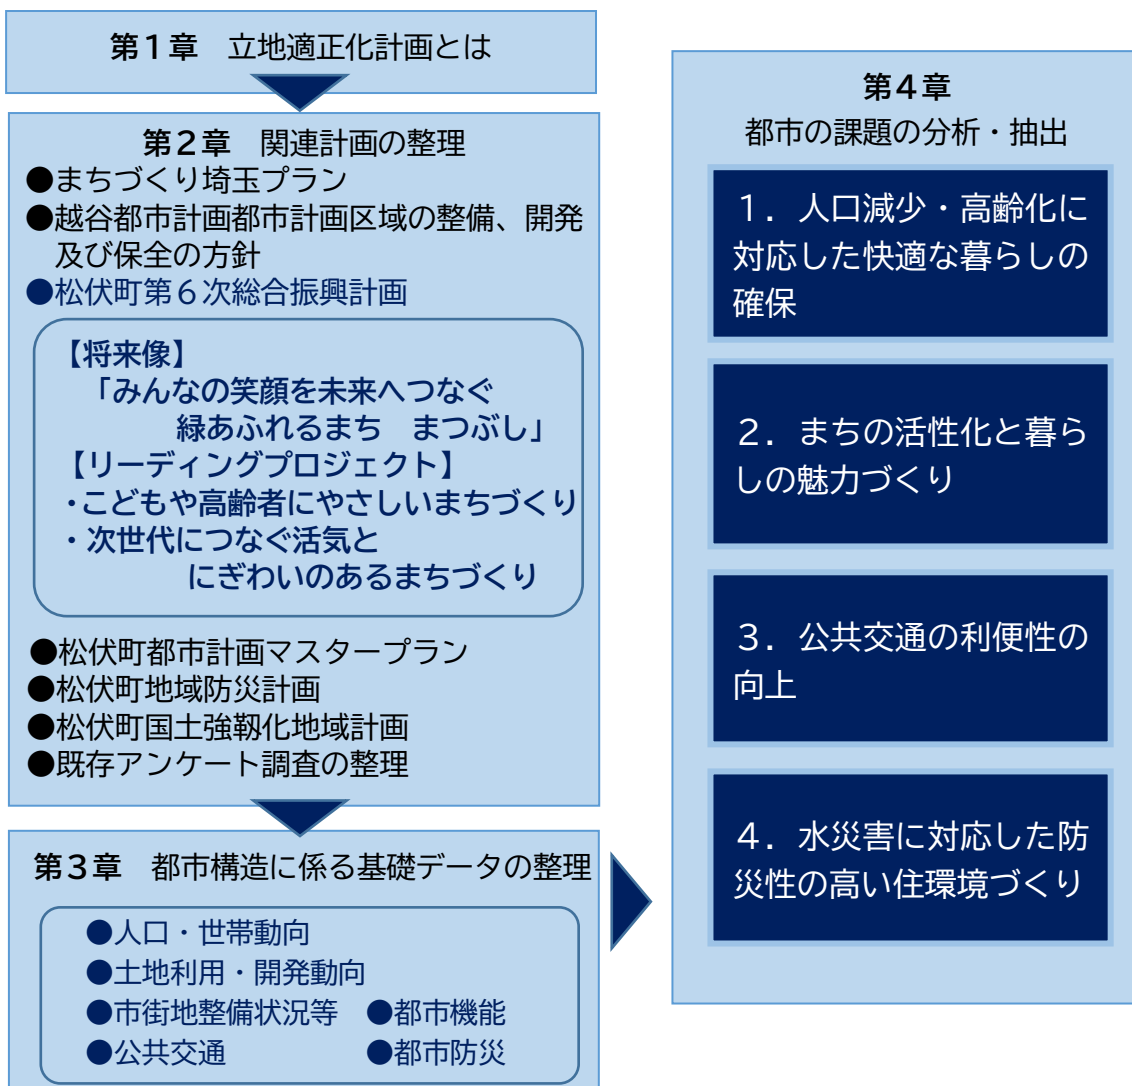 第1章　立地適正化計画とは
第2章　関連計画の整理
●まちづくり埼玉プラン
●越谷都市計画都市計画区域の整備、開発
及び保全の方針
●松伏町第6次総合振興計画
【将来像】
「みんなの笑顔を未来へつなぐ
緑あふれるまち　まつぶし」
【リーディングプロジェクト】
・こどもや高齢者にやさしいまちづくり
・次世代につなぐ活気と
にぎわいのあるまちづくり
●松伏町都市計画マスタープラン
●松伏町地域防災計画
●松伏町国土強靱化地域計画
●既存アンケート調査の整理
第3章　都市構造に係る基礎データの整理
●人口・世帯動向
●土地利用・開発動向
●市街地整備状況等　●都市機能
●公共交通　●都市防災
第4章
都市の課題の分析・抽出
1．人口減少・高齢化に
対応した快適な暮らしの
確保
2．まちの活性化と暮ら
しの魅力づくり
3．公共交通の利便性の
向上
4．水災害に対応した防
災性の高い住環境づくり